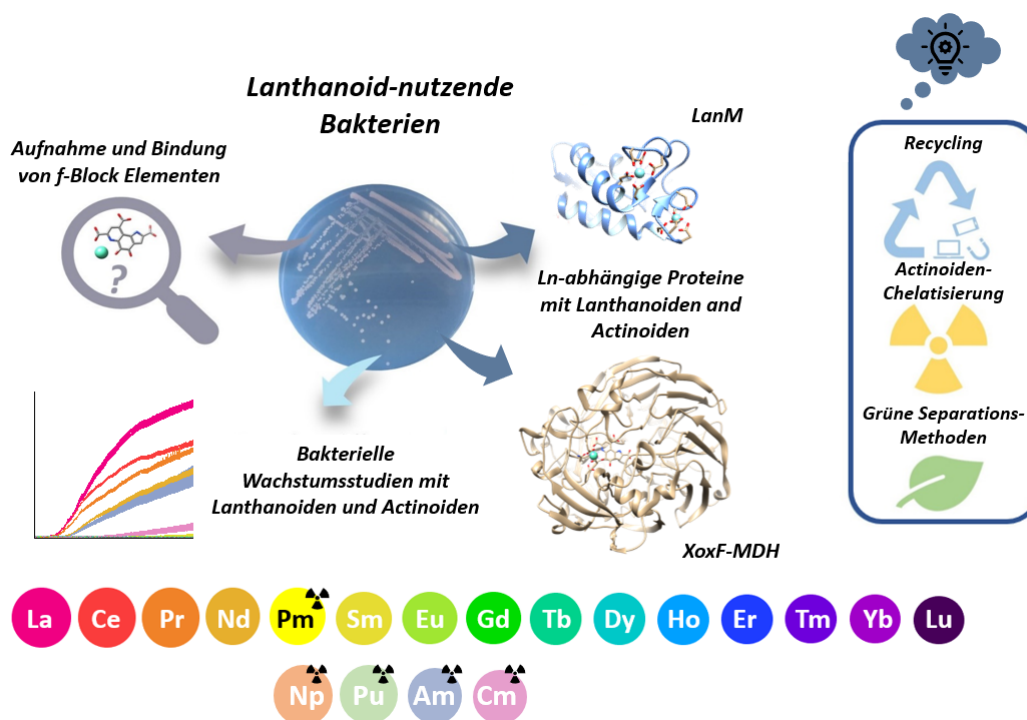 Lanthanoid-nutzende
Bakterien
LanM
Aufnahme und Bindung
von f-Block Elementen
?
Ln-abhängige Proteine
mit Lanthanoiden and
Actinoiden
Bakterielle
Wachstumsstudien mit
Lanthanoiden und Actinoiden
XoxF-MDH
Recycling
Actinoiden-
Chelatisierung
Grüne Separations-
Methoden
La Ce Pr Nd Pm Sm Eu Gd Tb Dy Ho Er Tm Yb Lu
Np Pu Am Cm